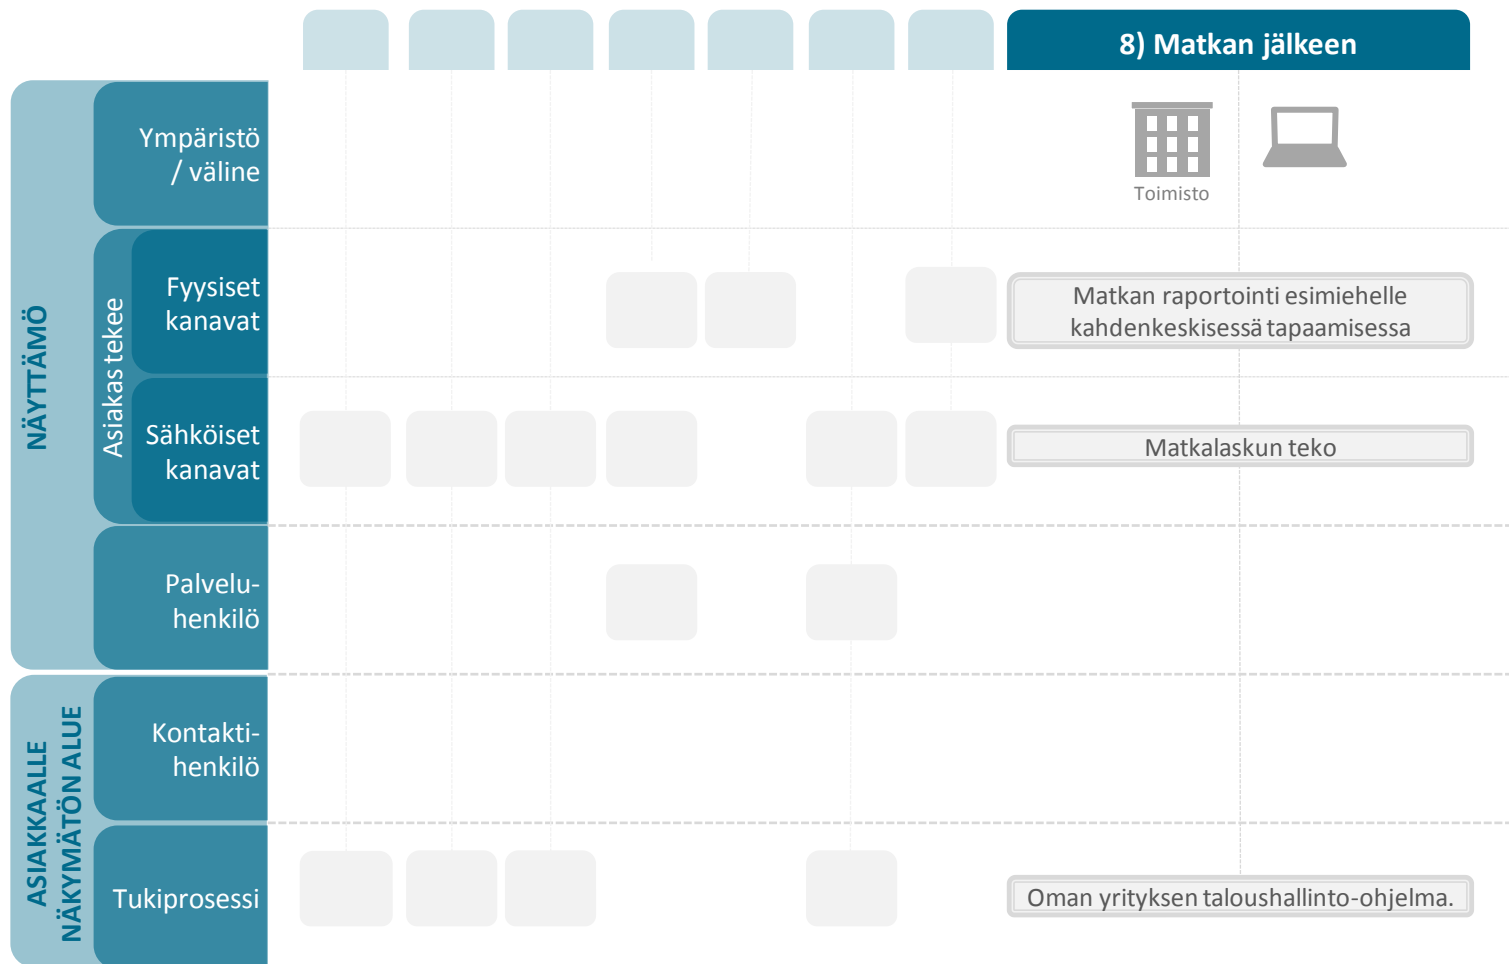 8) Matkan jälkeen
NÄYTTÄMÖ
Ympäristö
/ väline
Toimisto
Asiakas tekee
Fyysiset
kanavat
Matkan raportointi esimiehelle
kahdenkeskisessä tapaamisessa
Sähköiset
kanavat
Matkalaskun teko
Palvelu-
henkilö
ASIAKKAALLE
NÄKYMÄTÖN ALUE
Kontakti-
henkilö
Tukiprosessi
Oman yrityksen taloushallinto-ohjelma.